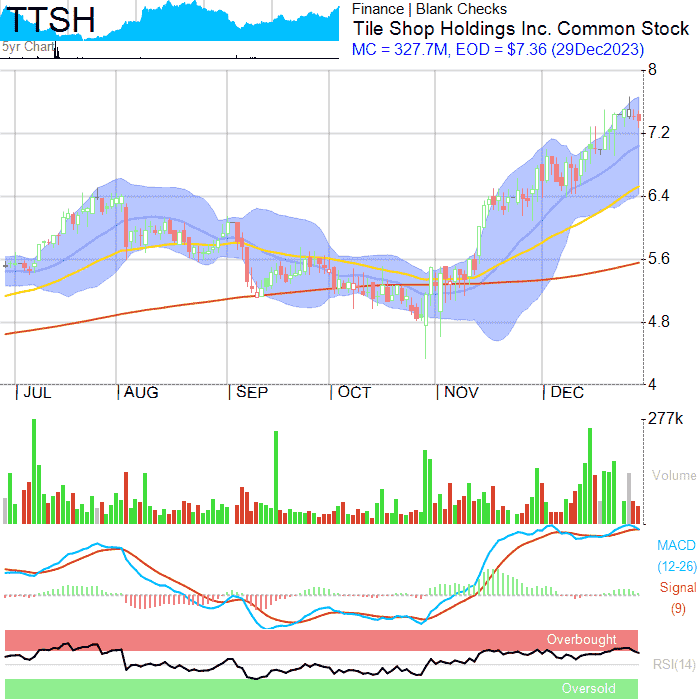 TTSH
5yr Chart
Finance | Blank Checks
Tile Shop Holdings Inc. Common Stock
MC = 327.7M, EOD = $7.36 (29Dec2023)
8
7.2
6.4
5.6
4.8
4
JUL AUG SEP OCT NOV DEC
277k
Volume
MACD
(12-26)
Signal
(9)
Overbought
RSI(14)
Oversold